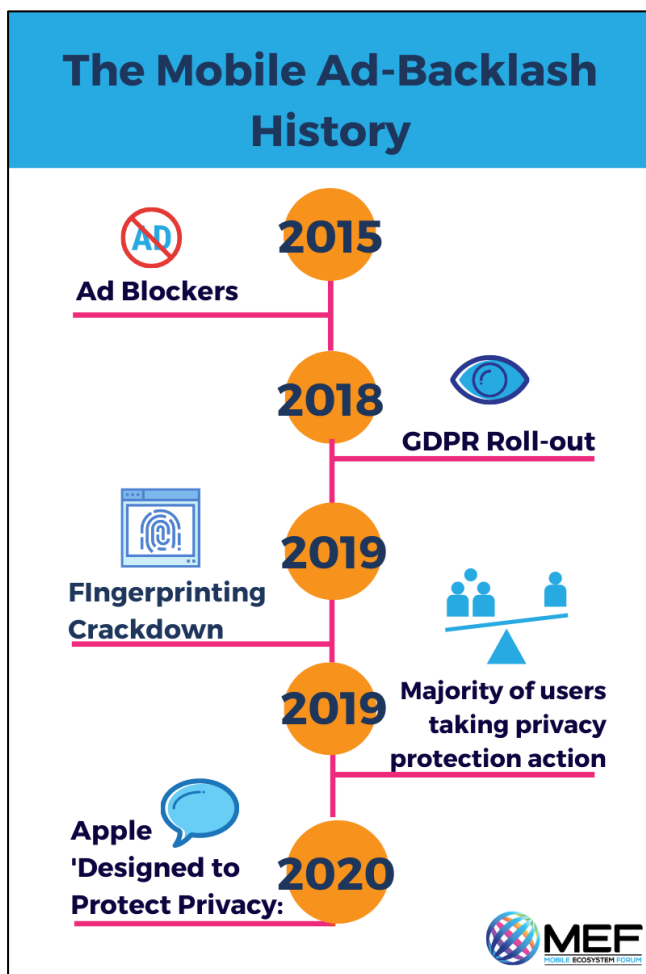 The Mobile Ad-Backlash
History
2015
AD
Ad Blockers
2018
GDPR Roll-out
2019
FIngerprinting
Crackdown
2019
Majority of users
taking privacy
protection action
Apple
'Designed to
Protect Privacy:
2020
MEF
MOBILE ECOSYSTEM FORUM